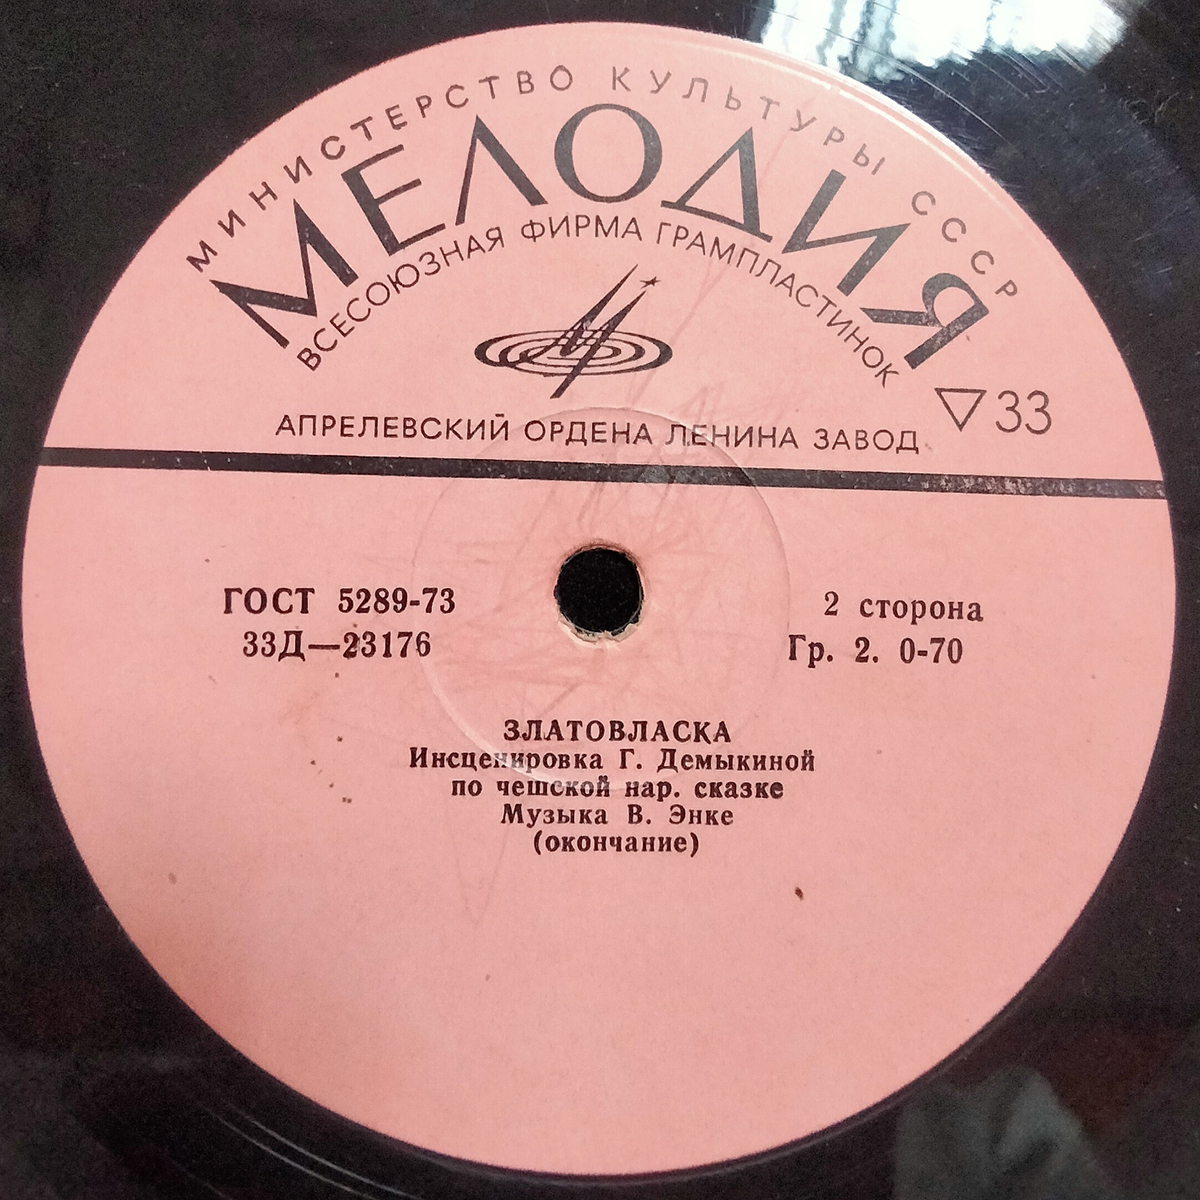 МИНИСТЕРСТВО КУЛЬТУРЫ СССР
МЕЛОДИЯ
ВСЕСОЮЗНАЯ ФИРМА ГРАМПЛАСТИНОК
▽33
АПРЕЛЕВСКИЙ ОРДЕНА ЛЕНИНА ЗАВОД
ГОСТ 5289-73
33Д—23176
2 сторона
Гр. 2. 0-70
ЗЛАТОВЛАСКА
Инсценировка Г. Демыкиной
по чешской нар. сказке
Музыка В. Энке
(окончание)